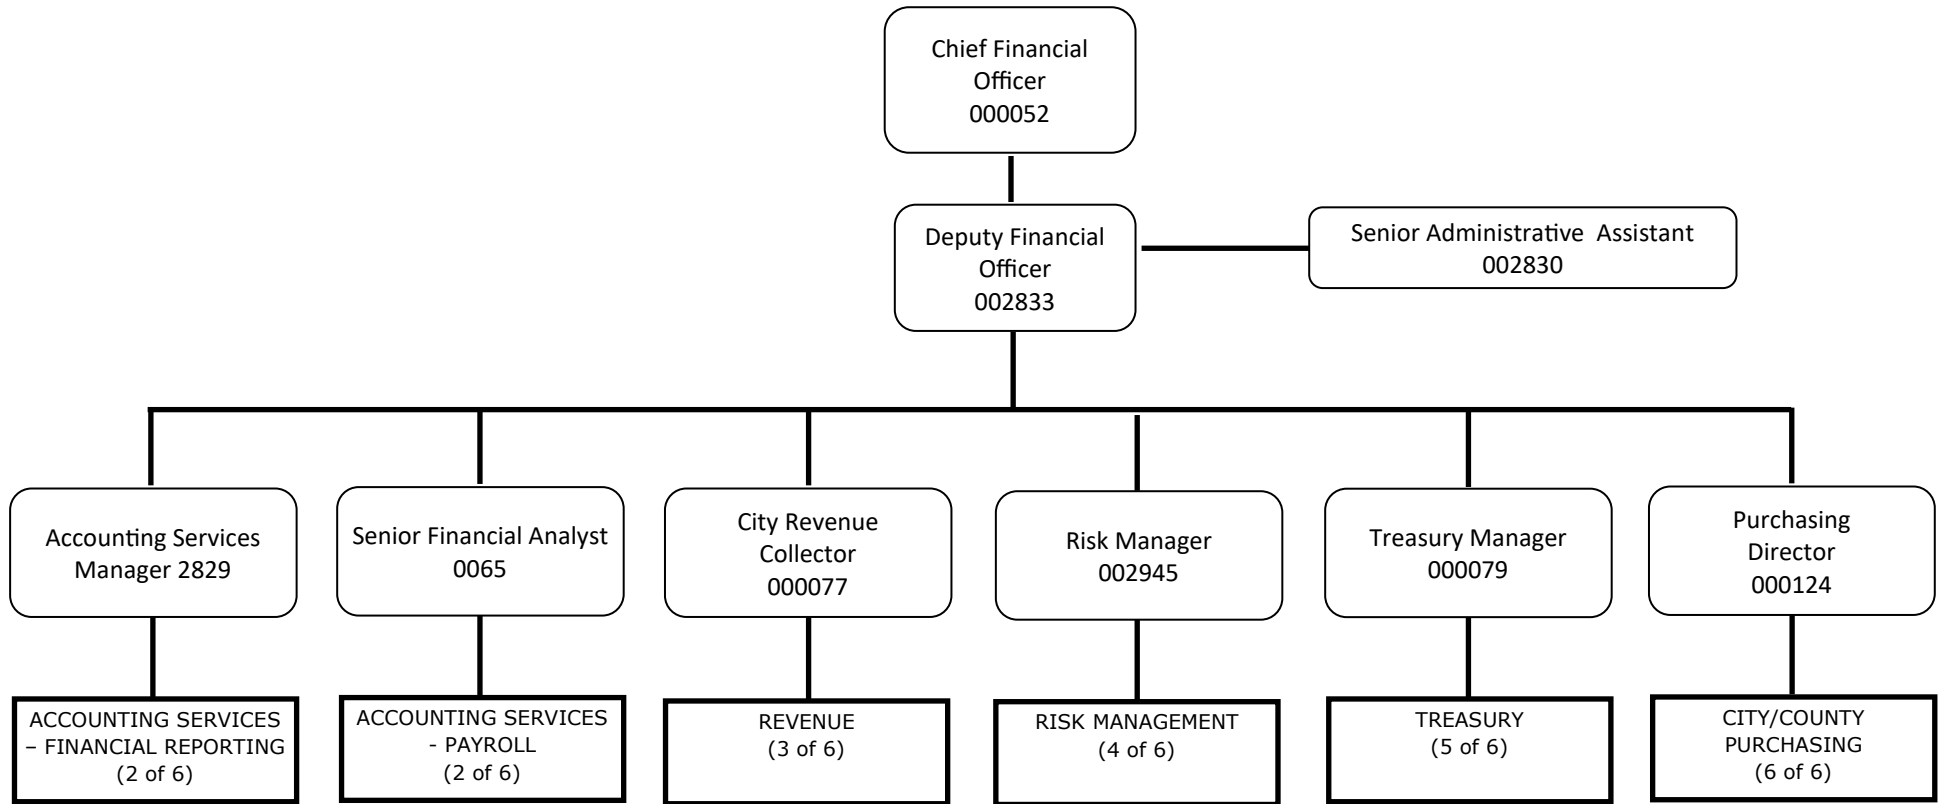 Chief Financial
Officer
000052
Deputy Financial
Officer
002833
Senior Administrative Assistant
002830
Accounting Services
Manager 2829
Senior Financial Analyst
0065
City Revenue
Collector
000077
Risk Manager
002945
Treasury Manager
000079
Purchasing
Director
000124
ACCOUNTING SERVICES
– FINANCIAL REPORTING
(2 of 6)
ACCOUNTING SERVICES
- PAYROLL
(2 of 6)
REVENUE
(3 of 6)
RISK MANAGEMENT
(4 of 6)
TREASURY
(5 of 6)
CITY/COUNTY
PURCHASING
(6 of 6)